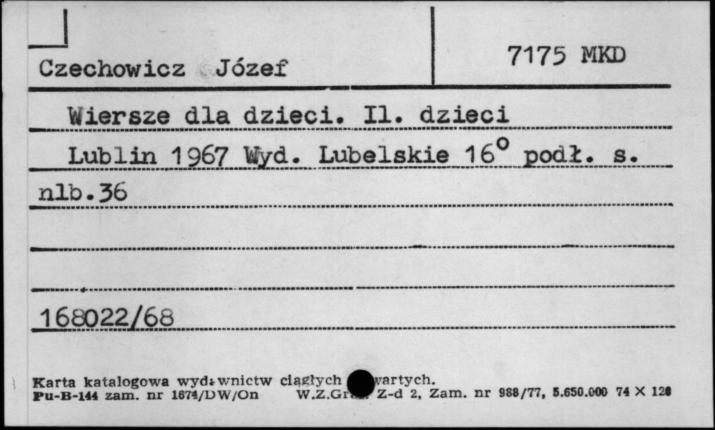 Czechowicz Józef
7175 MKD
Wiersze dla dzieci. Il. dzieci
Lublin 1967 Wyd. Lubelskie 16° podł. s.
nlb.36
168022/68
Karta katalogowa wydawnictw ciągłych wartych.
Pu-B-144 zam. nr 1674/DW/On W.Z.Gr Z-d 2, Zam. nr 988/77, 5.650.000 74 X 128